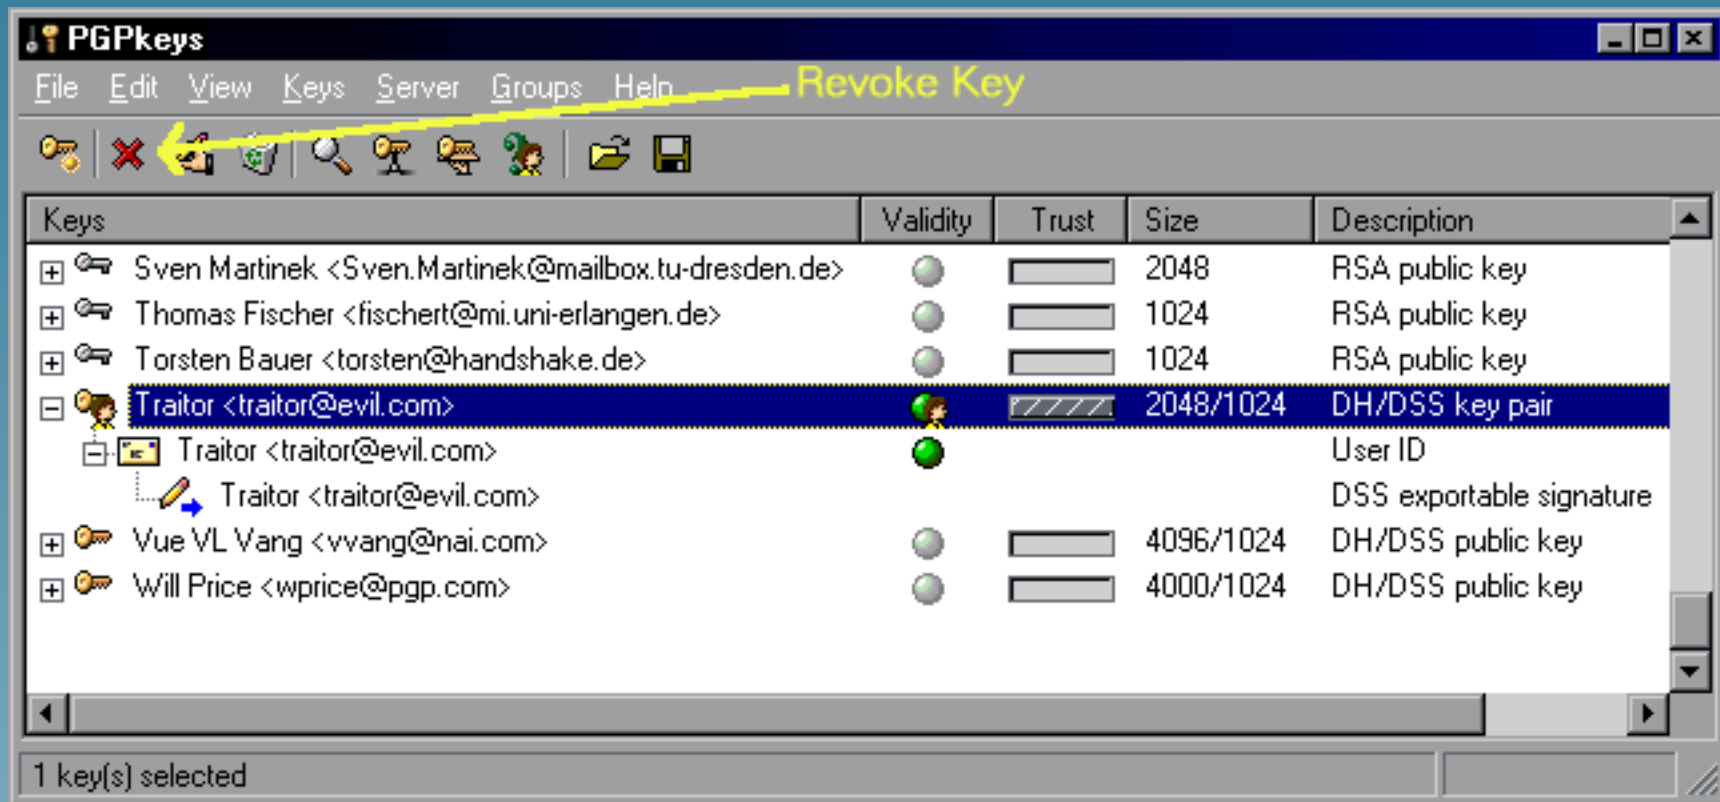 PGPkeys
File Edit View Keys Server Groups Help
Revoke Key
Keys Validity Trust Size Description
Sven Martinek <Sven.Martinek@mailbox.tu-dresden.de> 2048 RSA public key
Thomas Fischer <fischert@mi.uni-erlangen.de> 1024 RSA public key
Torsten Bauer <torsten@handshake.de> 1024 RSA public key
Traitor <traitor@evil.com> 2048/1024 DH/DSS key pair
Traitor <traitor@evil.com> User ID
Traitor <traitor@evil.com> DSS exportable signature
Vue VL Vang <vvang@nai.com> 4096/1024 DH/DSS public key
Will Price <wprice@pgp.com> 4000/1024 DH/DSS public key
1 key(s) selected